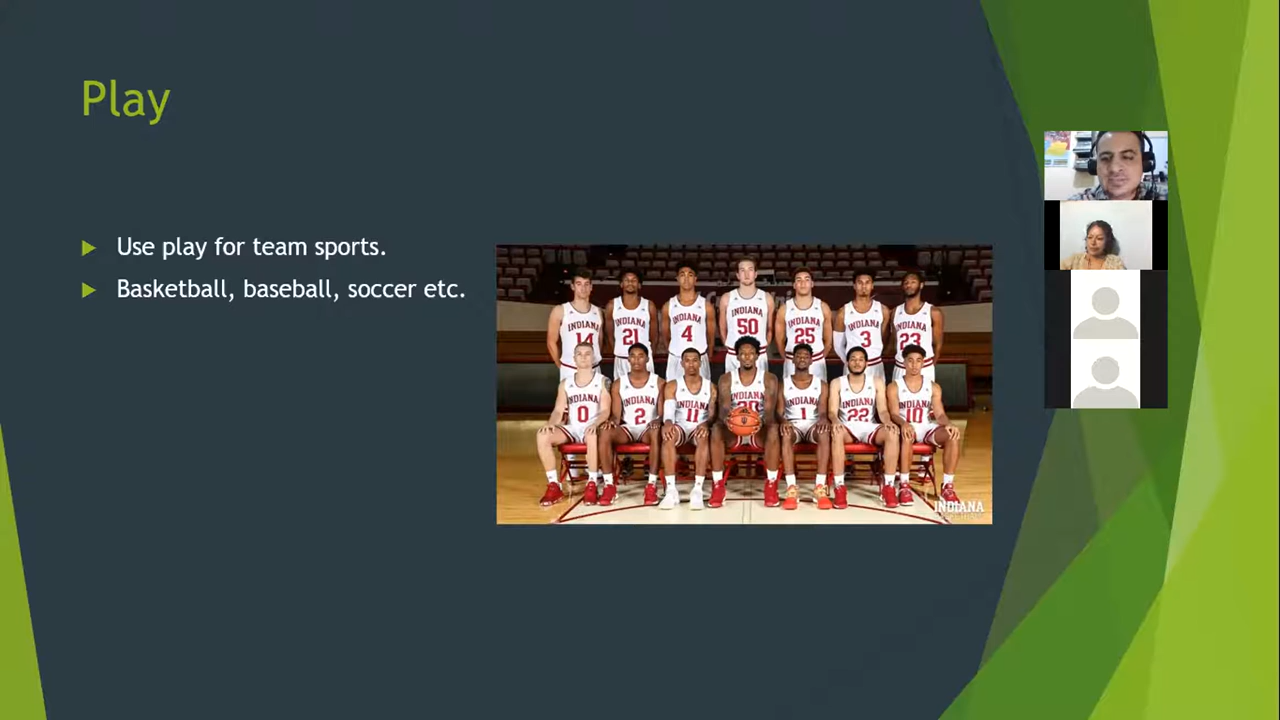 Play
Use play for team sports.
Basketball, baseball, soccer etc.
INDIANA INDIANA INDIANA INDIANA INDIANA INDIANA INDIANA
14 21 4 50 25 3 23
INDIANA INDIANA INDIANA INDIANA INDIANA INDIANA INDIANA
0 2 11 20 1 22 10
INDIANA